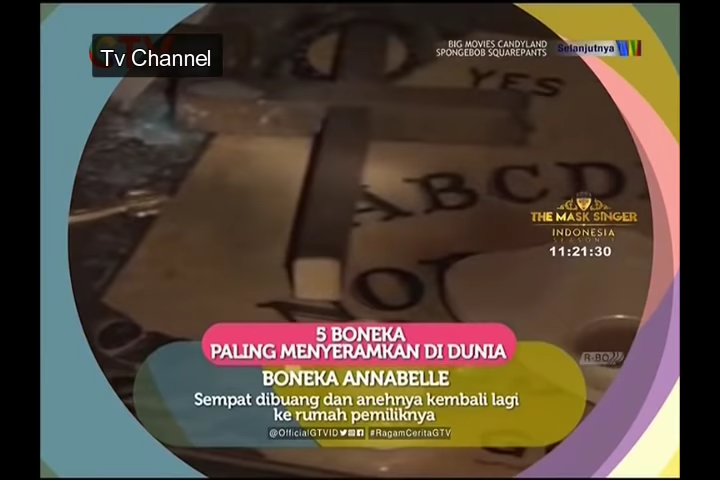 Tv Channel
BIG MOVIES CANDYLAND
SPONGEBOB SQUAREPANTS
Selanjutnya
YES
ABCD
NO
THE MASK SINGER
INDONESIA
SEASON 1
11:21:30
R-BO
5 BONEKA
PALING MENYERAMKAN DI DUNIA
BONEKA ANNABELLE
Sempat dibuang dan anehnya kembali lagi
ke rumah pemiliknya
@OfficialGTVID #RagamCeritaGTV